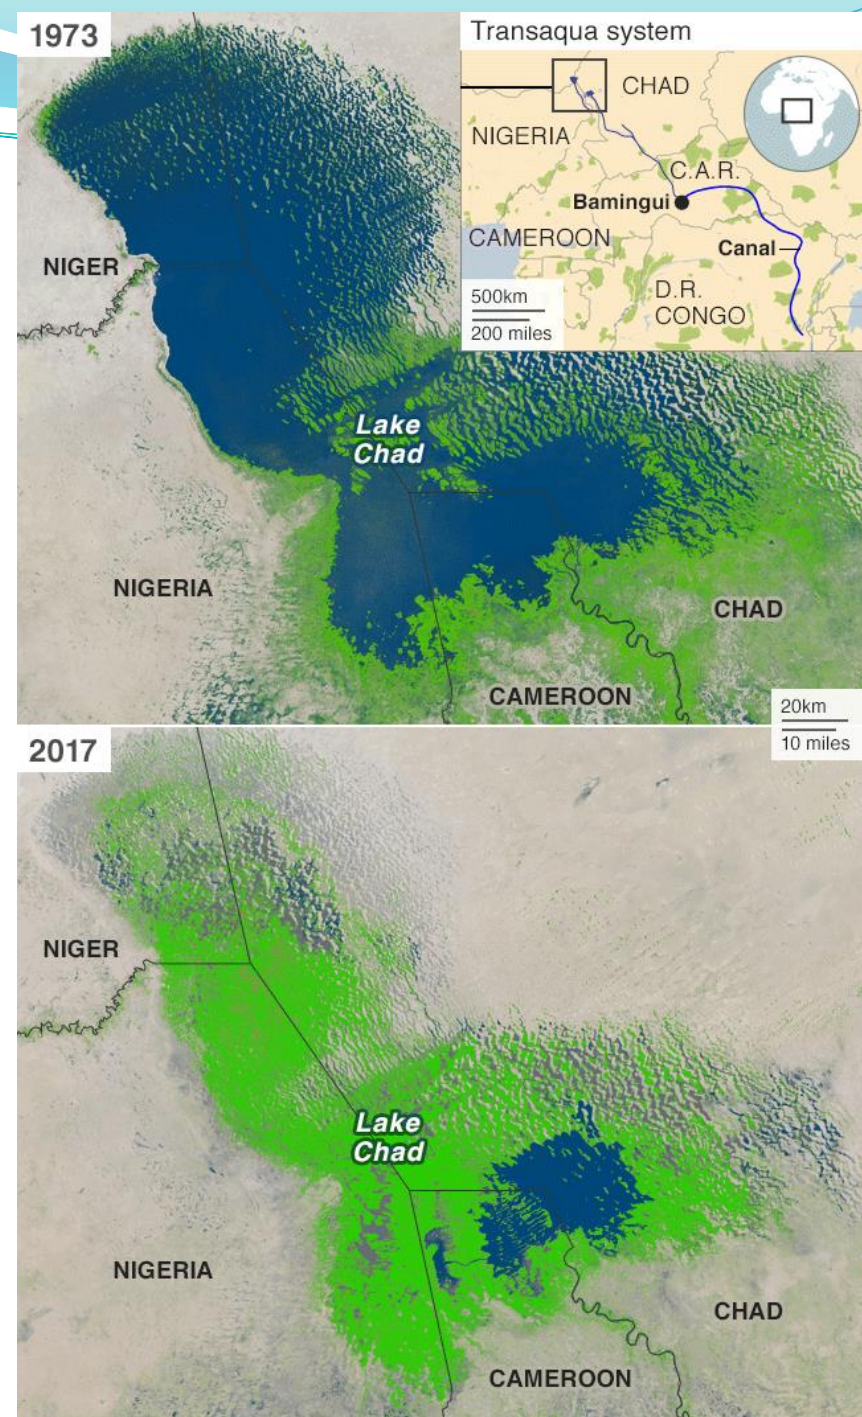 1973
Transaqua system
CHAD
NIGERIA
C.A.R.
Bamingui
CAMEROON
Canal
D.R.
CONGO
500km
200 miles
NIGER
Lake
Chad
NIGERIA
CHAD
CAMEROON
20km
10 miles
2017
NIGER
Lake
Chad
NIGERIA
CHAD
CAMEROON